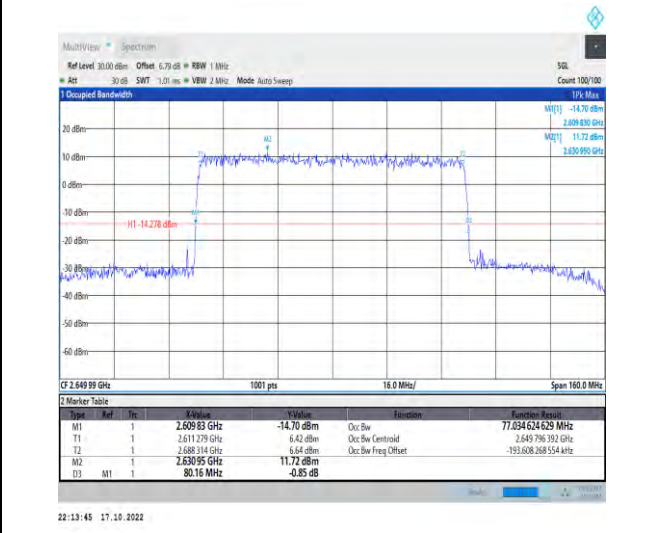 MultiView Spectrum
Ref Level 30.00 dBm Offset 6.79 dB RBW 1 MHz SGL
Att 30 dB SWT 1.01 ms VBW 2 MHz Mode Auto Sweep Count 100/100
1 Occupied Bandwidth 1Pk Max
M1[1] -14.70 dBm
2.609 830 GHz
M2[1] 11.72 dBm
2.630 950 GHz
20 dBm
M2
10 dBm
0 dBm
-10 dBm
H1 -14.278 dBm
-20 dBm
-30 dBm
-40 dBm
-50 dBm
-60 dBm
CF 2.649 99 GHz 1001 pts 16.0 MHz/ Span 160.0 MHz
2 Marker Table
Type Ref Trc X-Value Y-Value Function Function Result
M1 1 2.609 83 GHz -14.70 dBm Occ Bw 77.034 624 629 MHz
T1 1 2.611 279 GHz 6.42 dBm Occ Bw Centroid 2.649 796 392 GHz
T2 1 2.688 314 GHz 6.64 dBm Occ Bw Freq Offset -193.608 268 554 kHz
M2 1 2.630 95 GHz 11.72 dBm
D3 M1 1 80.16 MHz -0.85 dB
22:13:45 17.10.2022